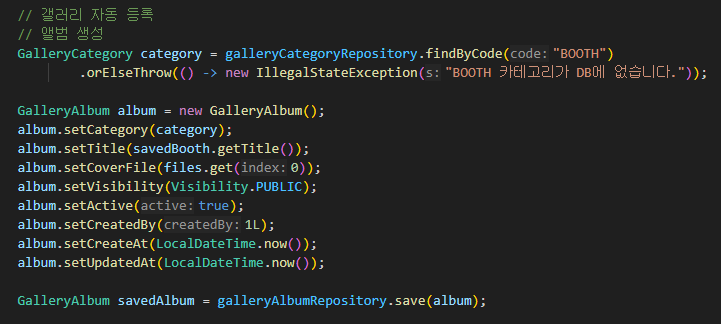 // 갤러리 자동 등록
// 앨범 생성
GalleryCategory category = galleryCategoryRepository.findByCode(code: "BOOTH")
.orElseThrow(() -> new IllegalStateException(s: "BOOTH 카테고리가 DB에 없습니다."));
GalleryAlbum album = new GalleryAlbum();
album.setCategory(category);
album.setTitle(savedBooth.getTitle());
album.setCoverFile(files.get(index: 0));
album.setVisibility(Visibility.PUBLIC);
album.setActive(active: true);
album.setCreatedBy(createdBy: 1L);
album.setCreateAt(LocalDateTime.now());
album.setUpdatedAt(LocalDateTime.now());
GalleryAlbum savedAlbum = galleryAlbumRepository.save(album);